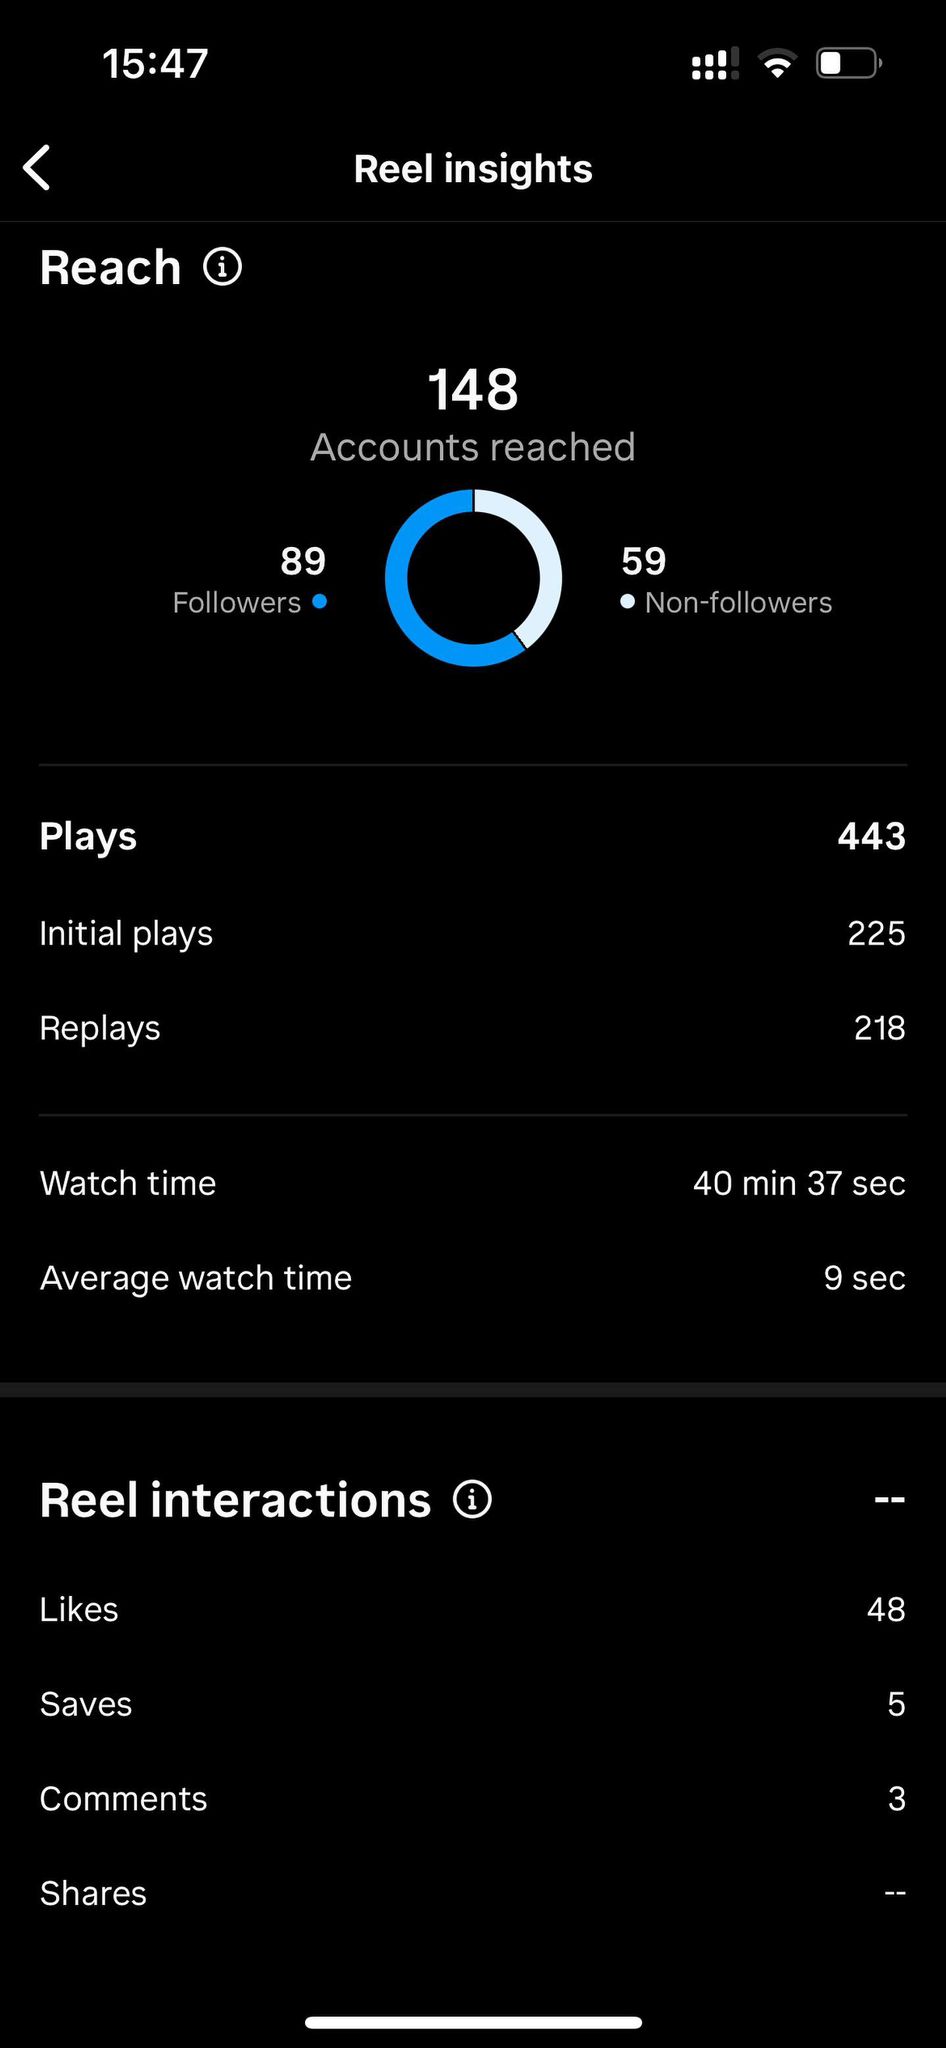 15:47
Reel insights
Reach
148
Accounts reached
89
Followers
59
Non-followers
Plays 443
Initial plays 225
Replays 218
Watch time 40 min 37 sec
Average watch time 9 sec
Reel interactions --
Likes 48
Saves 5
Comments 3
Shares --